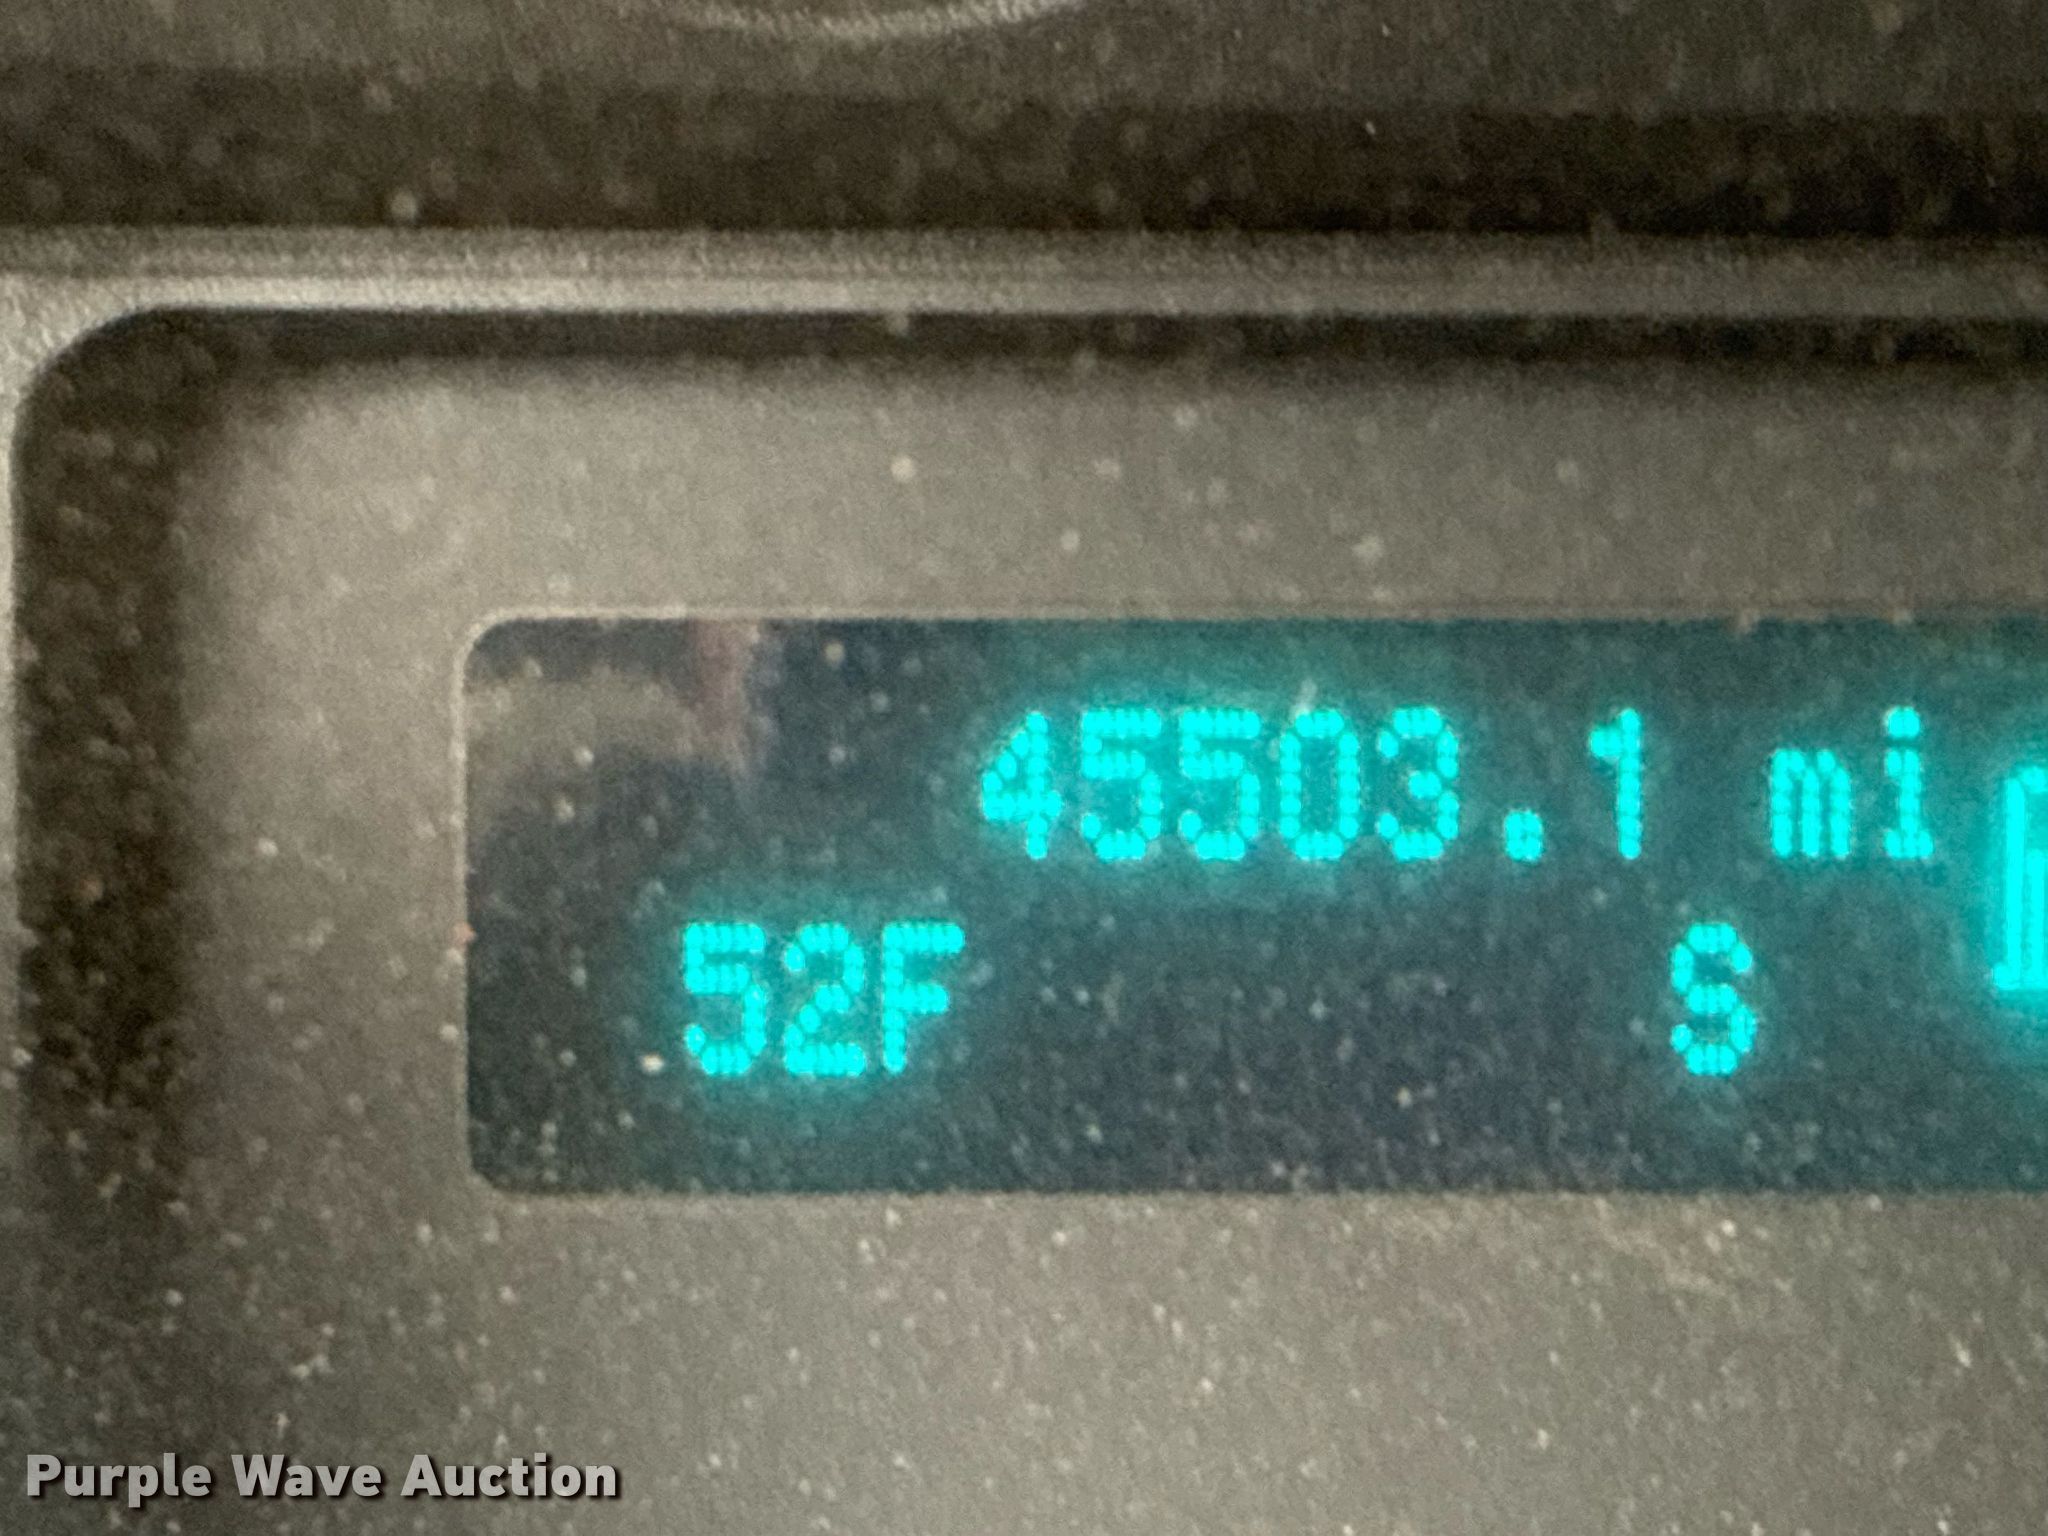 45503.1 mi
52F S
Purple Wave Auction